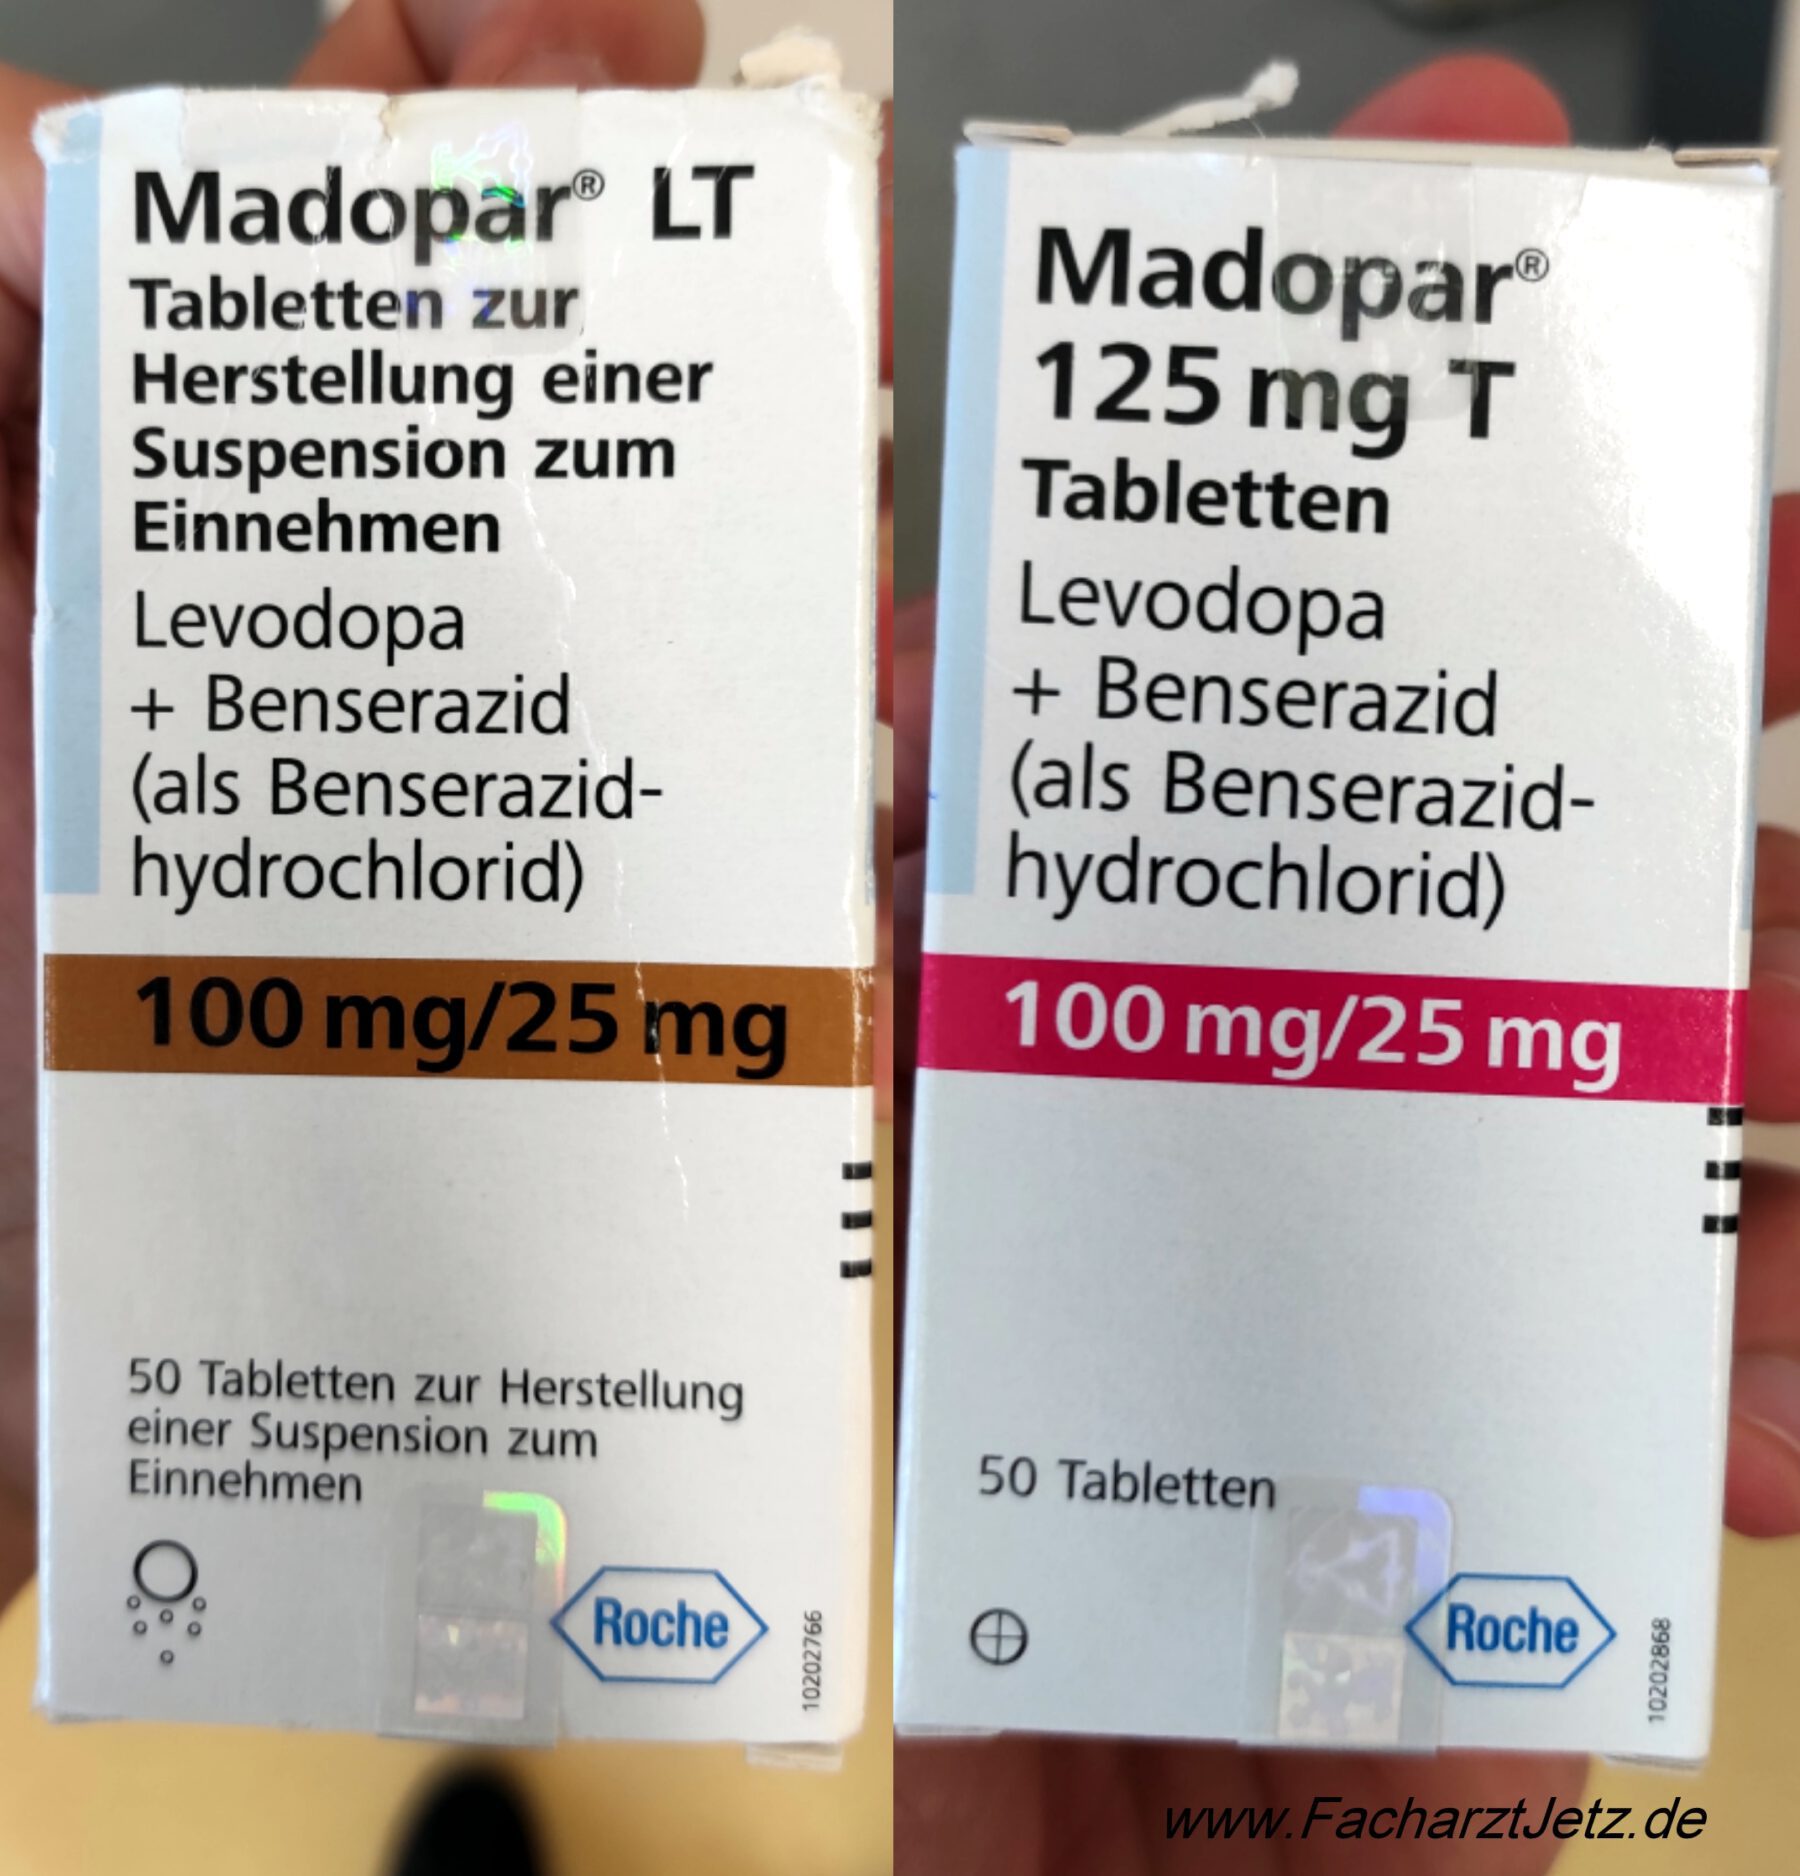 Madopar® LT
Tabletten zur
Herstellung einer
Suspension zum
Einnehmen
Levodopa
+ Benserazid
(als Benserazid-
hydrochlorid)
100 mg/25 mg
50 Tabletten zur Herstellung
einer Suspension zum
Einnehmen
Roche
10202766
Madopar®
125 mg T
Tabletten
Levodopa
+ Benserazid
(als Benserazid-
hydrochlorid)
100 mg/25 mg
50 Tabletten
Roche
10202868
www.FacharztJetz.de